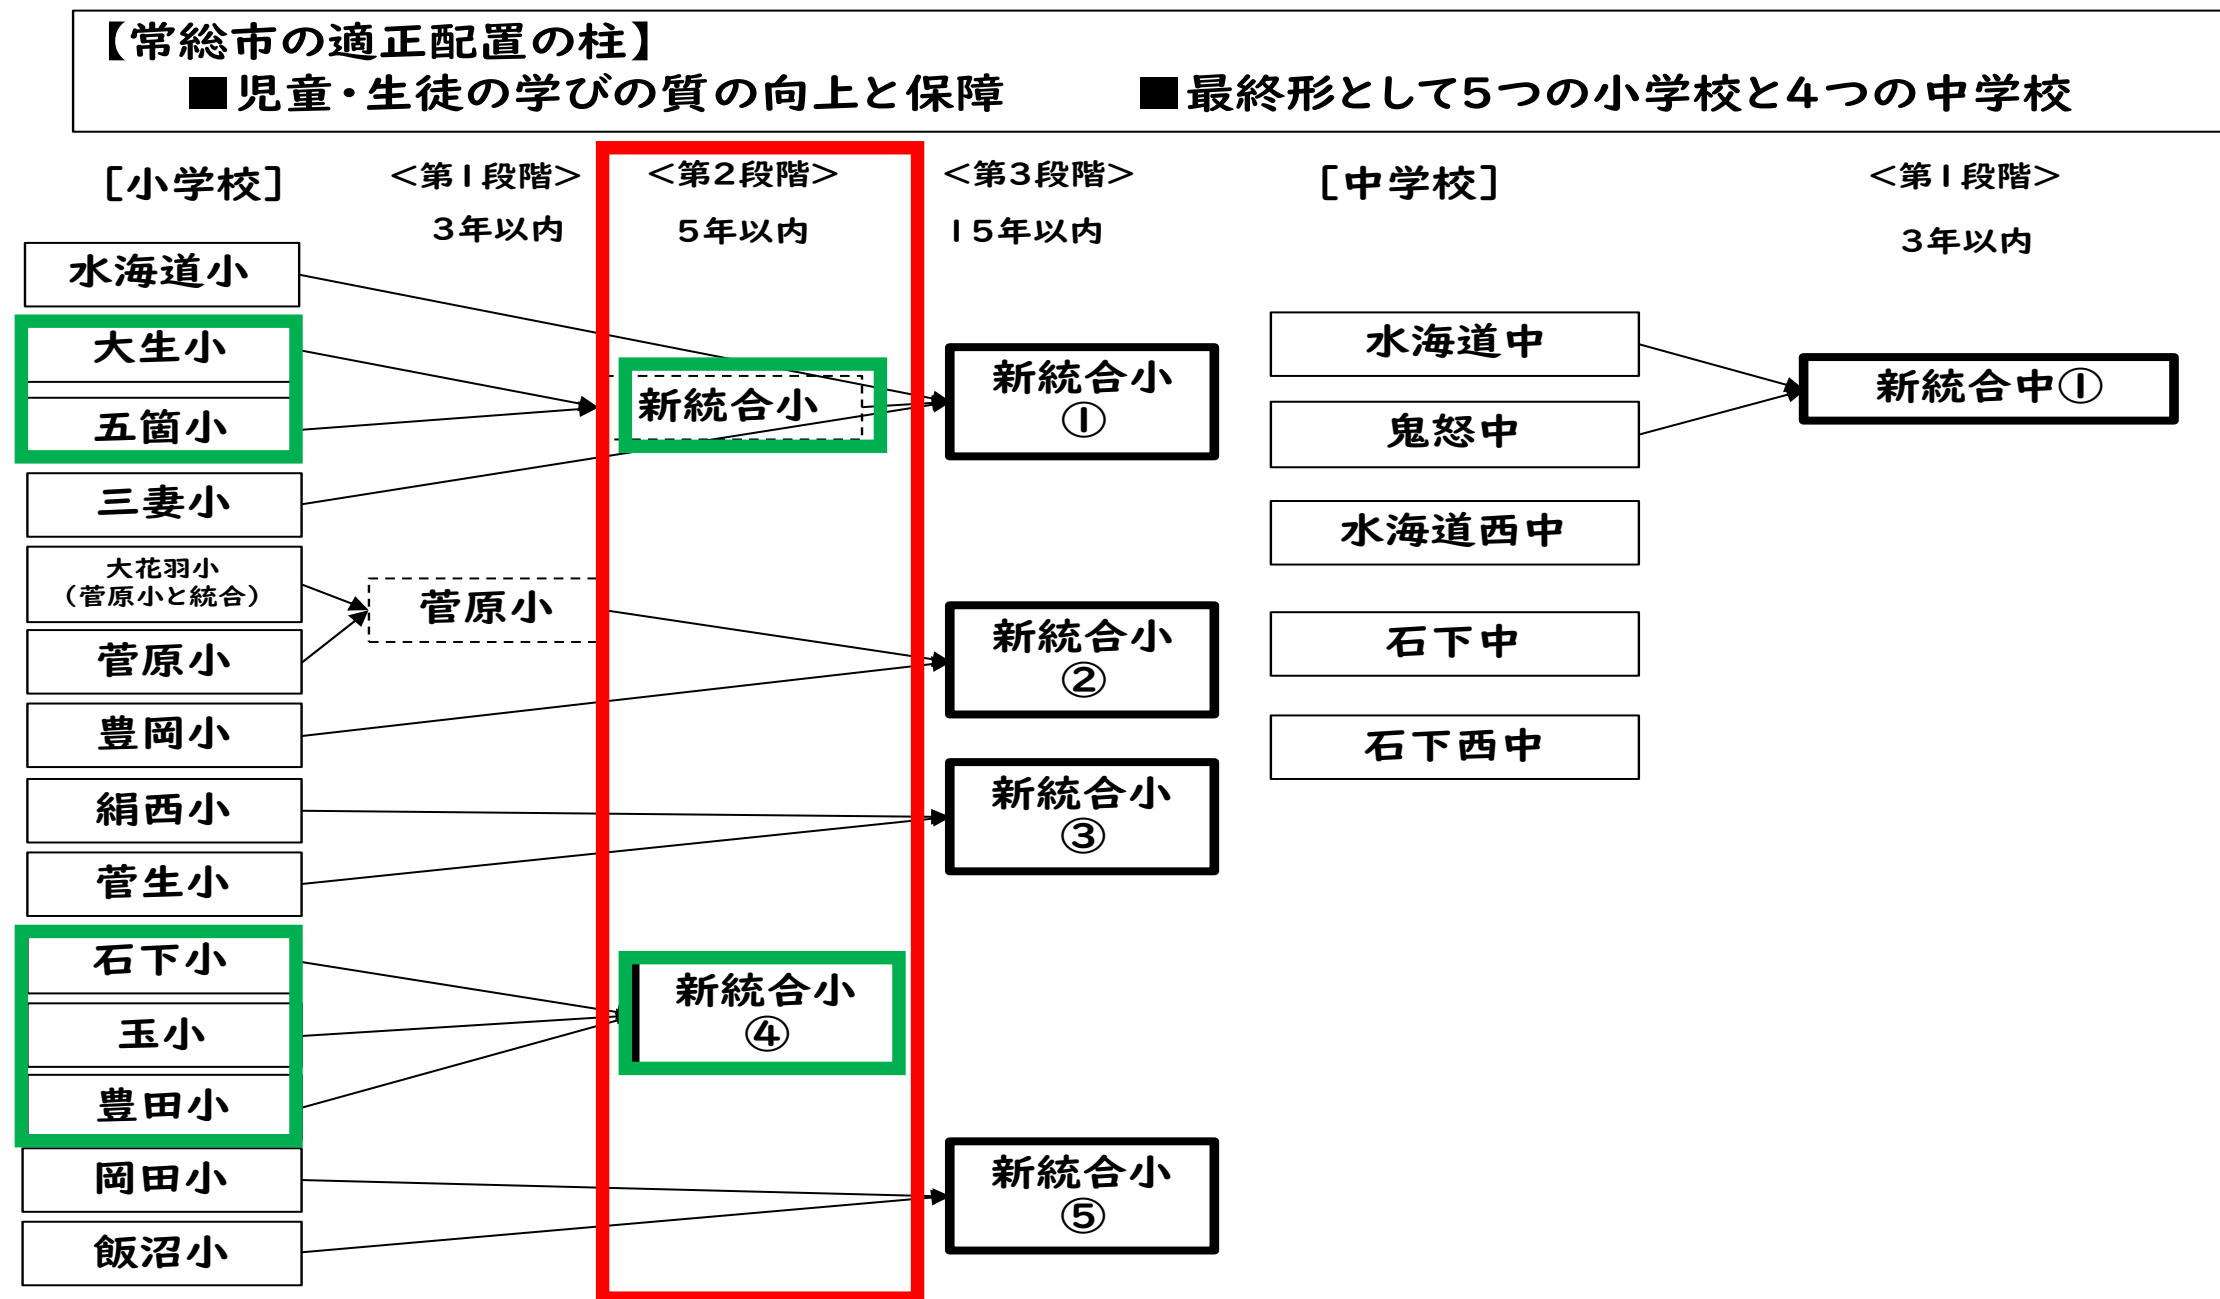 【常総市の適正配置の柱】
■児童・生徒の学びの質の向上と保障　■最終形として5つの小学校と4つの中学校
［小学校］
＜第1段階＞
3年以内
＜第2段階＞
5年以内
＜第3段階＞
15年以内
水海道小
大生小
五箇小
三妻小
大花羽小
（菅原小と統合）
菅原小
豊岡小
絹西小
菅生小
石下小
玉小
豊田小
岡田小
飯沼小
菅原小
新統合小
新統合小
④
新統合小
①
新統合小
②
新統合小
③
新統合小
⑤
［中学校］
＜第1段階＞
3年以内
水海道中
鬼怒中
水海道西中
石下中
石下西中
新統合中①